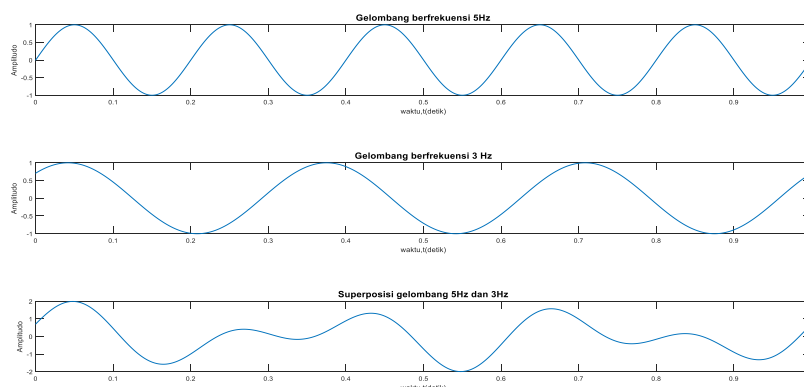 Gelombang berfrekuensi 5Hz
1
0.5
0
-0.5
-1
Amplitudo
0 0.1 0.2 0.3 0.4 0.5 0.6 0.7 0.8 0.9
waktu,t(detik)
Gelombang berfrekuensi 3 Hz
1
0.5
0
-0.5
-1
Amplitudo
0 0.1 0.2 0.3 0.4 0.5 0.6 0.7 0.8 0.9
waktu,t(detik)
Superposisi gelombang 5Hz dan 3Hz
2
1
0
-1
-2
Amplitudo
0 0.1 0.2 0.3 0.4 0.5 0.6 0.7 0.8 0.9
waktu,t(detik)